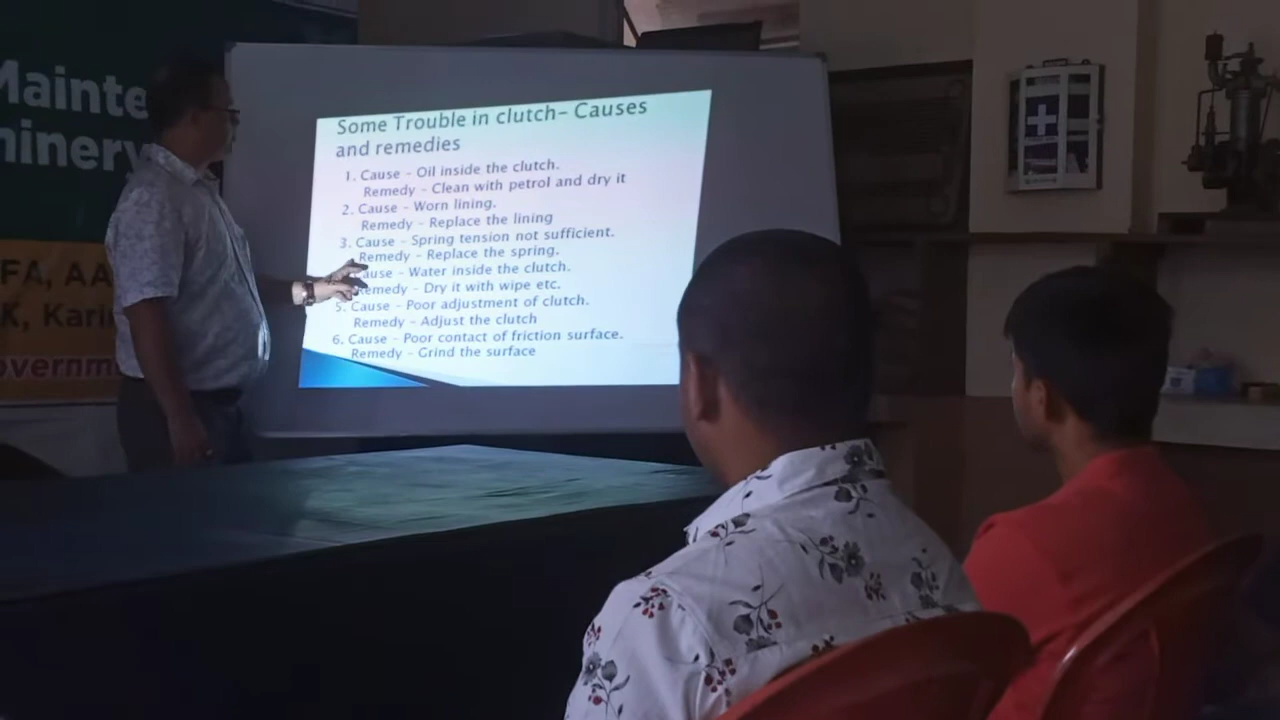 Mainte
hinery
FA, AA
K, Kari
overnm
Some Trouble in clutch- Causes
and remedies
1. Cause - Oil inside the clutch.
Remedy - Clean with petrol and dry it
2. Cause - Worn lining.
Remedy - Replace the lining
3. Cause - Spring tension not sufficient.
Remedy - Replace the spring.
ause - Water inside the clutch.
Remedy - Dry it with wipe etc.
5. Cause - Poor adjustment of clutch.
Remedy - Adjust the clutch
6. Cause - Poor contact of friction surface.
Remedy - Grind the surface